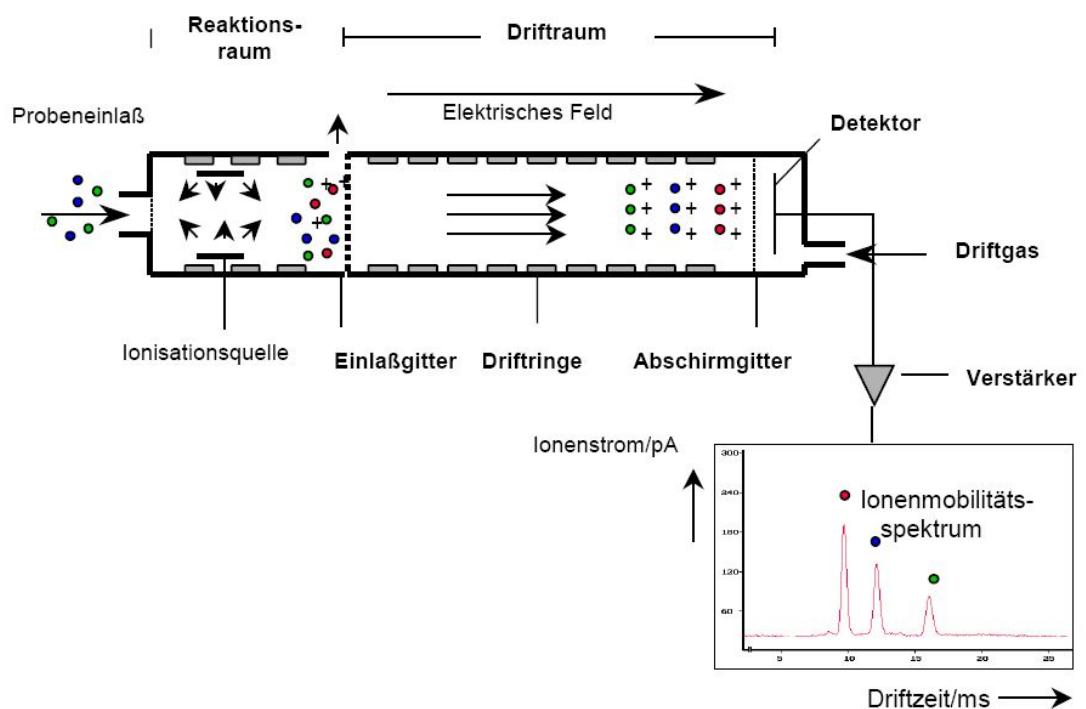 Reaktions-
raum
Driftraum
Probeneinlaß
Elektrisches Feld
Detektor
+ +
+
+ + +
+ + +
+ + +
Driftgas
Ionisationsquelle
Einlaßgitter
Driftringe
Abschirmgitter
Verstärker
Ionenstrom/pA
300
240
180
120
60
Ionenmobilitäts-
spektrum
5 10 15 20 25
Driftzeit/ms